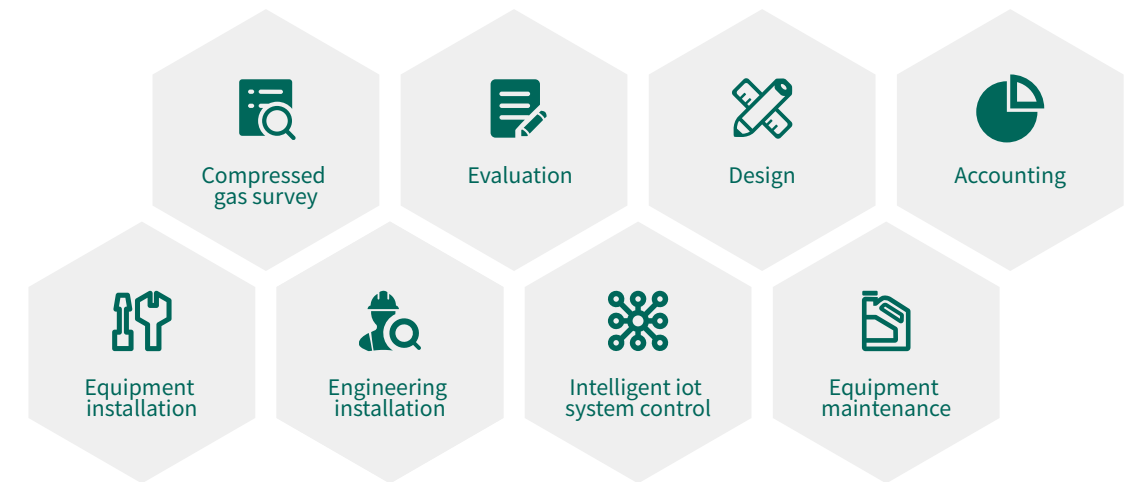 Compressed
gas survey
Evaluation
Design
Accounting
Equipment
installation
Engineering
installation
Intelligent iot
system control
Equipment
maintenance